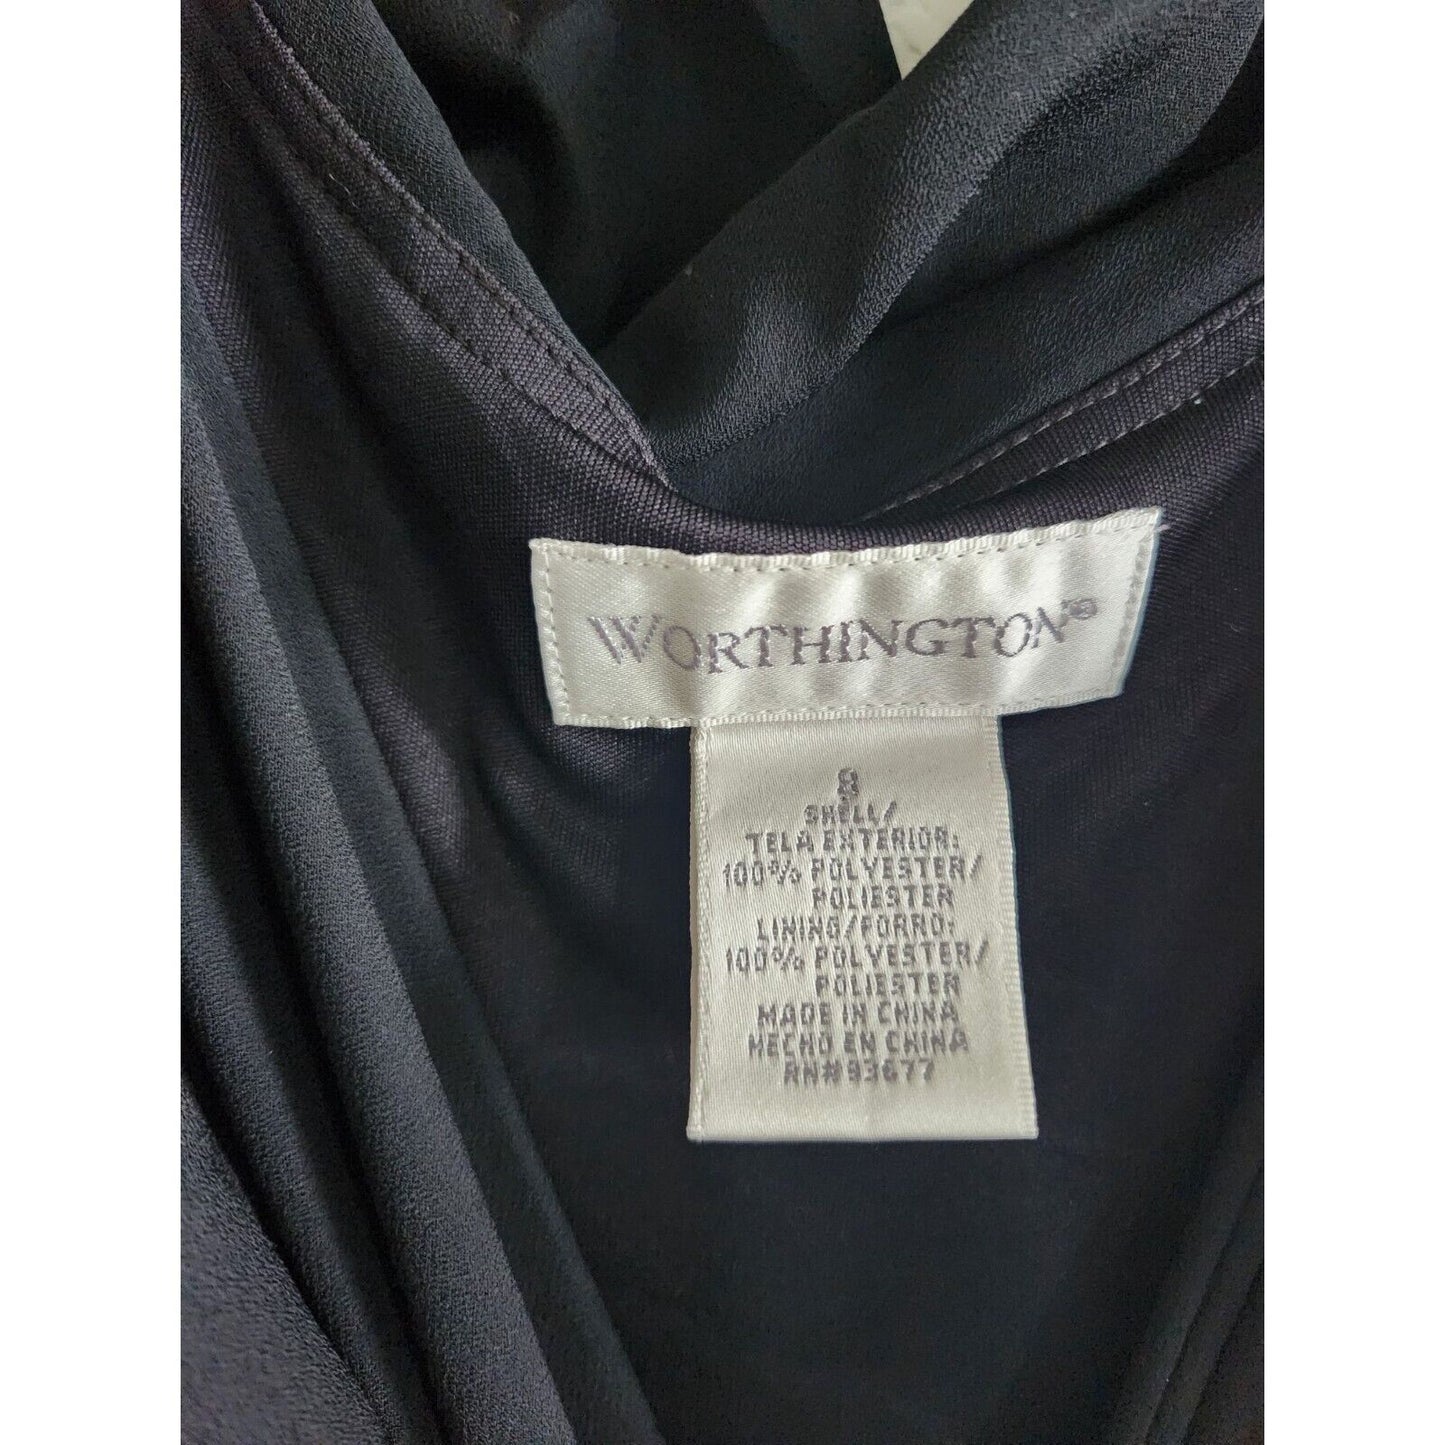 WORTHINGTON®
8
SHELL/
TELA EXTERIOR:
100% POLYESTER/
POLIESTER
LINING/FORRO:
100% POLYESTER/
POLIESTER
MADE IN CHINA
HECHO EN CHINA
RN#93677